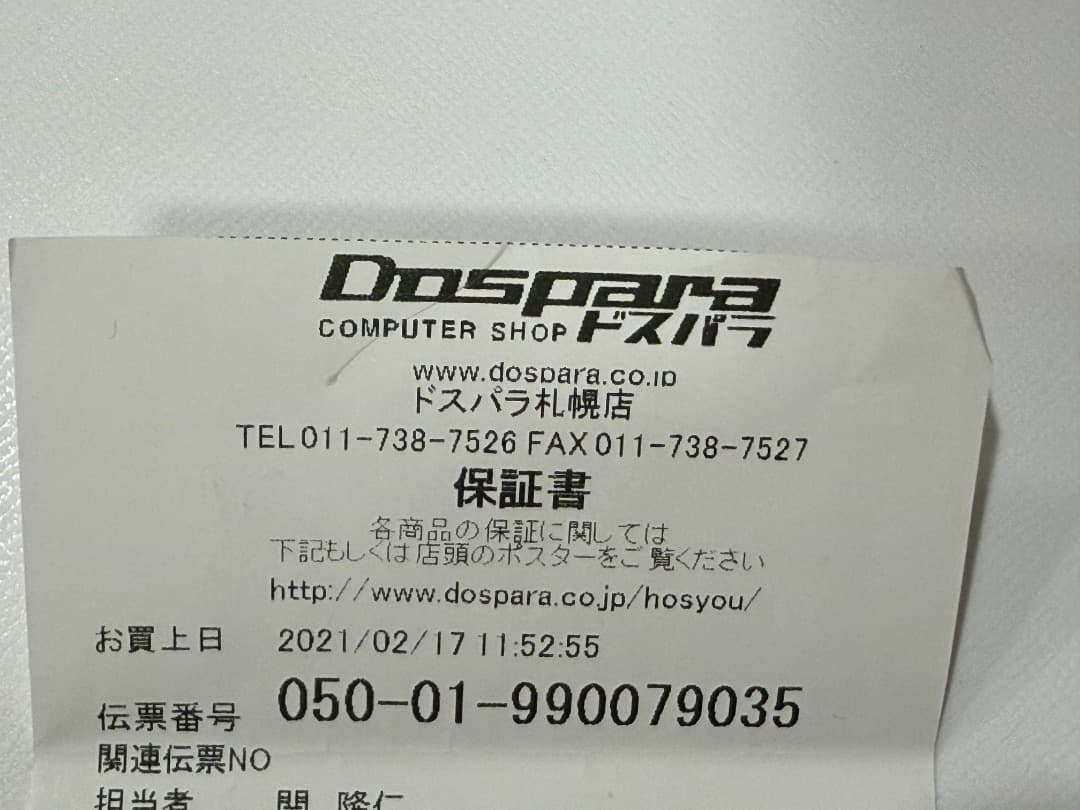 Dospara
COMPUTER SHOP ドスパラ
www.dospara.co.jp
ドスパラ札幌店
TEL 011-738-7526 FAX 011-738-7527
保証書
各商品の保証に関しては
下記もしくは店頭のポスターをご覧ください
http://www.dospara.co.jp/hosyou/
お買上日 2021/02/17 11:52:55
伝票番号 050-01-990079035
関連伝票NO
担当者